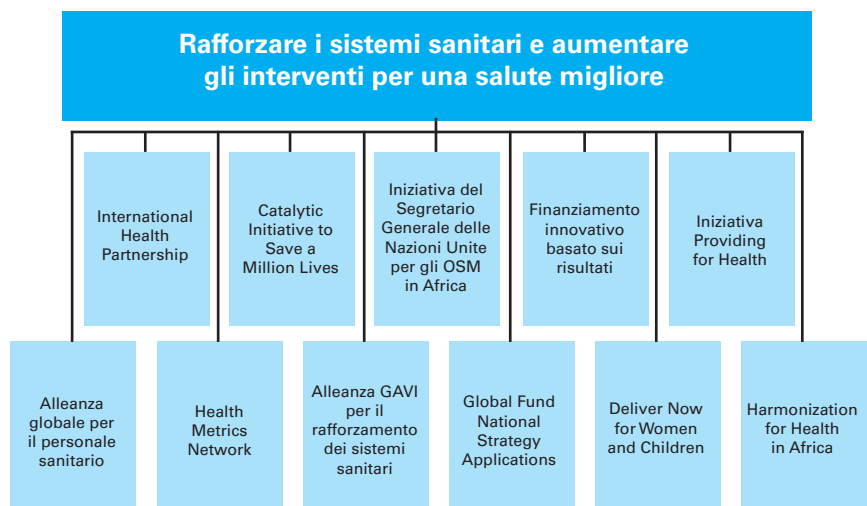 Rafforzare i sistemi sanitari e aumentare
gli interventi per una salute migliore
International
Health
Partnership
Catalytic
Initiative to
Save a
Million Lives
Iniziativa del
Segretario
Generale delle
Nazioni Unite
per gli OSM
in Africa
Finanziamento
innovativo
basato sui
risultati
Iniziativa
Providing
for Health
Alleanza
globale per
il personale
sanitario
Health
Metrics
Network
Alleanza GAVI
per il
rafforzamento
dei sistemi
sanitari
Global Fund
National
Strategy
Applications
Deliver Now
for Women
and Children
Harmonization
for Health
in Africa